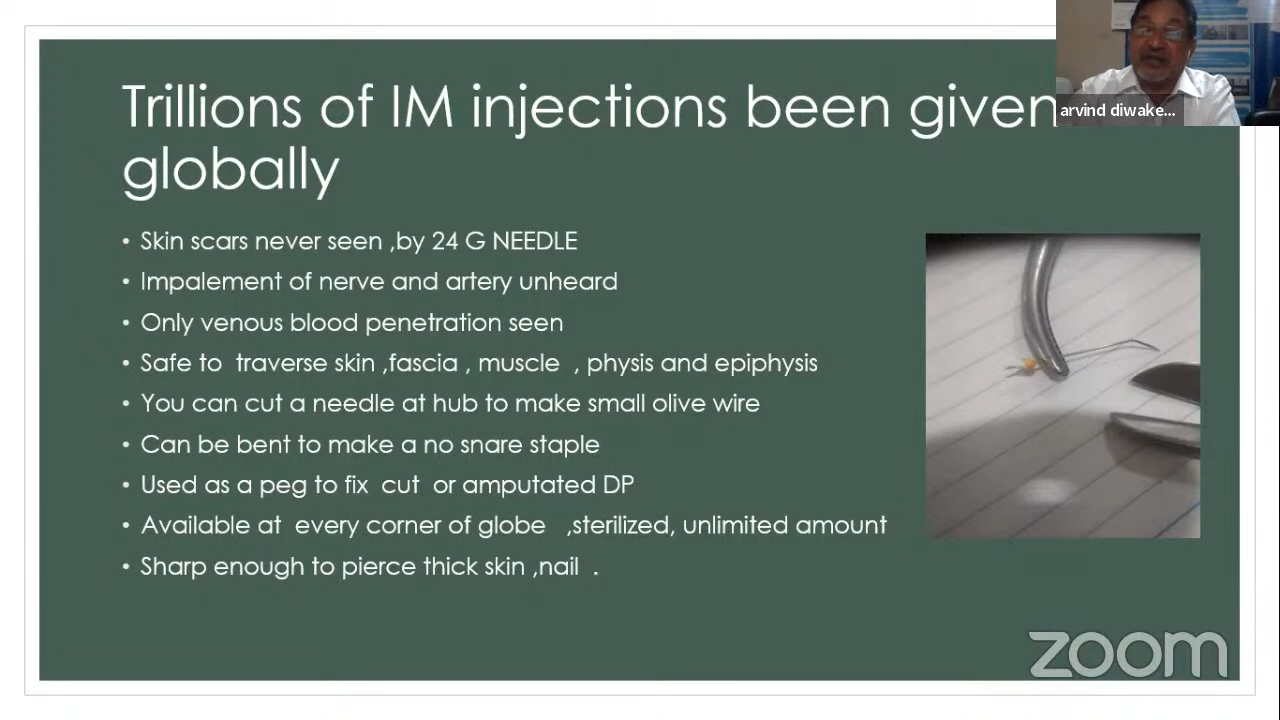 Trillions of IM injections been given
globally
arvind diwake...
• Skin scars never seen ,by 24 G NEEDLE
• Impalement of nerve and artery unheard
• Only venous blood penetration seen
• Safe to traverse skin ,fascia , muscle , physis and epiphysis
• You can cut a needle at hub to make small olive wire
• Can be bent to make a no snare staple
• Used as a peg to fix cut or amputated DP
• Available at every corner of globe ,sterilized, unlimited amount
• Sharp enough to pierce thick skin ,nail .
zoom